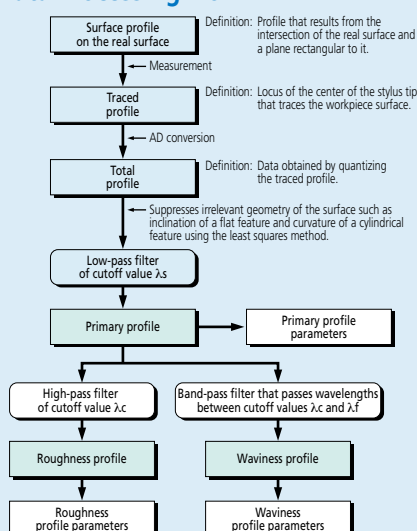 Surface profile
on the real surface
Definition: Profile that results from the
intersection of the real surface and
a plane rectangular to it.
Measurement
Traced
profile
Definition: Locus of the center of the stylus tip
that traces the workpiece surface.
AD conversion
Total
profile
Definition: Data obtained by quantizing
the traced profile.
Suppresses irrelevant geometry of the surface such as
inclination of a flat feature and curvature of a cylindrical
feature using the least squares method.
Low-pass filter
of cutoff value λs
Primary profile
Primary profile
parameters
High-pass filter
of cutoff value λc
Band-pass filter that passes wavelengths
between cutoff values λc and λf
Roughness profile
Waviness profile
Roughness
profile parameters
Waviness
profile parameters